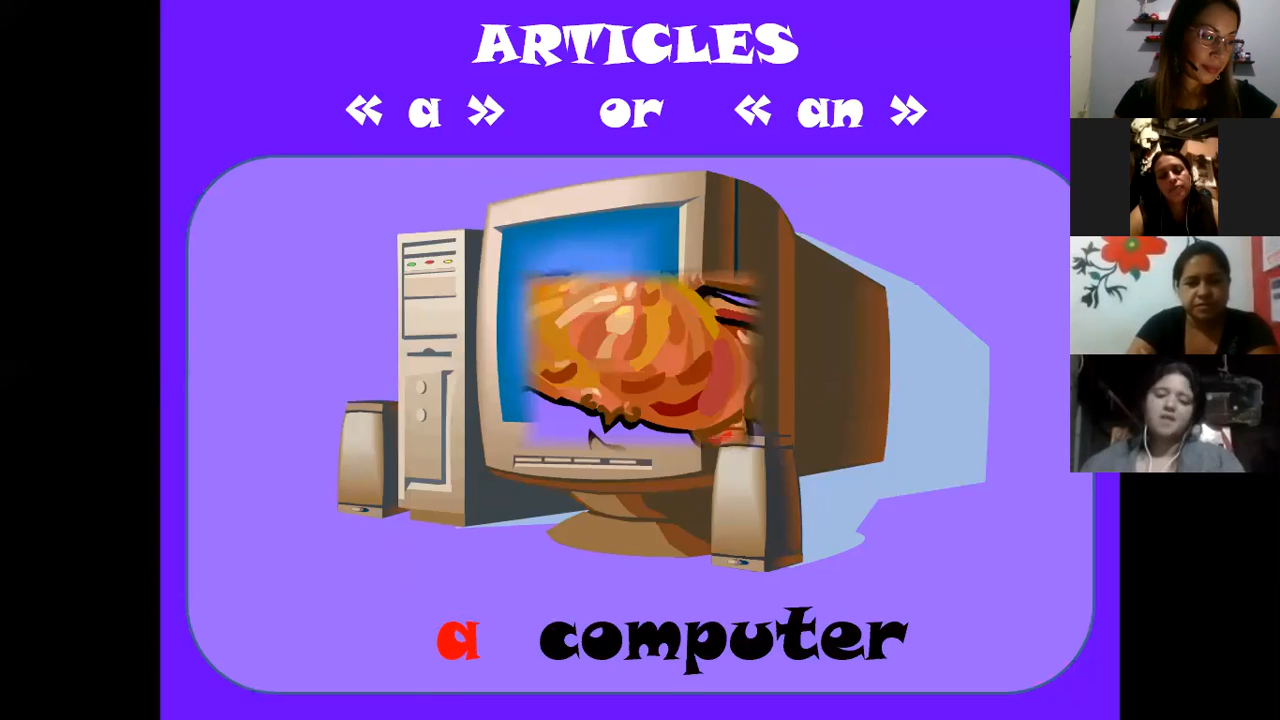 ARTICLES
« a » or « an »
a computer